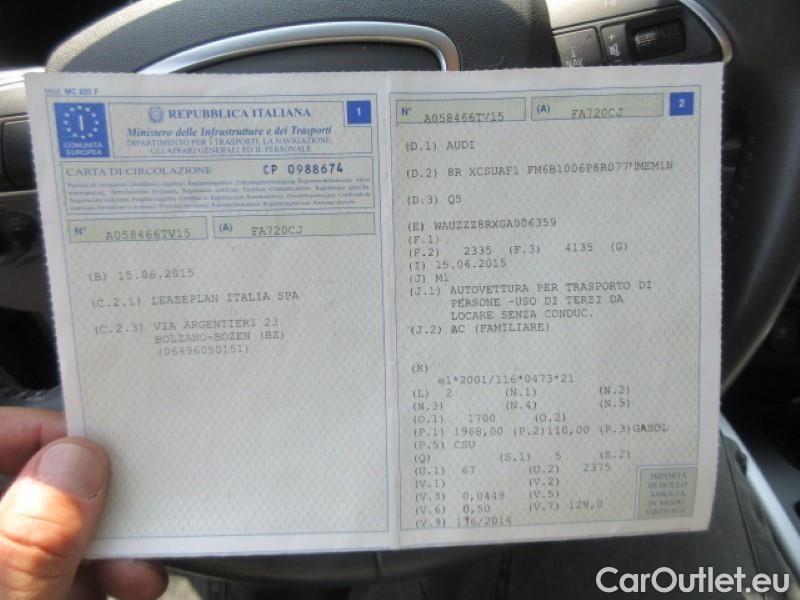 Mod. MC 820 F
I
COMUNITÀ
EUROPEA
REPUBBLICA ITALIANA
1
Ministero delle Infrastrutture e dei Trasporti
DIPARTIMENTO PER I TRASPORTI, LA NAVIGAZIONE,
GLI AFFARI GENERALI ED IL PERSONALE
CARTA DI CIRCOLAZIONE CP 0988674
N° A058466TV15 (A) FA720CJ
(B) 15.06.2015
(C.2.1) LEASEPLAN ITALIA SPA
(C.2.3) VIA ARGENTIERI 23
BOLZANO-BOZEN (BZ)
(06496050151)
N° A058466TV15 (A) FA720CJ 2
(D.1) AUDI
(D.2) 8R XCSUAF1 FM6B1006P8R077"MEM1N
(D.3) Q5
(E) WAUZZZ8RXGA006359
(F.1)
(F.2) 2335 (F.3) 4135 (G)
(I) 15.06.2015
(J) M1
(J.1) AUTOVETTURA PER TRASPORTO DI
PERSONE -USO DI TERZI DA
LOCARE SENZA CONDUC.
(J.2) AC (FAMILIARE)
(K)
e1*2001/116*0473*21
(L) 2 (N.1) (N.2)
(N.3) (N.4) (N.5)
(O.1) 1700 (O.2)
(P.1) 1968,00 (P.2)110,00 (P.3)GASOL
(P.5) CSU
(Q) (S.1) 5 (S.2)
(U.1) 67 (U.2) 2375
(V.1) (V.2)
(V.3) 0,0449 (V.5)
(V.6) 0,50 (V.7) 129,0
(V.9) 136/2014
IMPOSTA
DI BOLLO
ASSOLTA
IN MODO
VIRTUALE
NAV
CarOutlet.eu